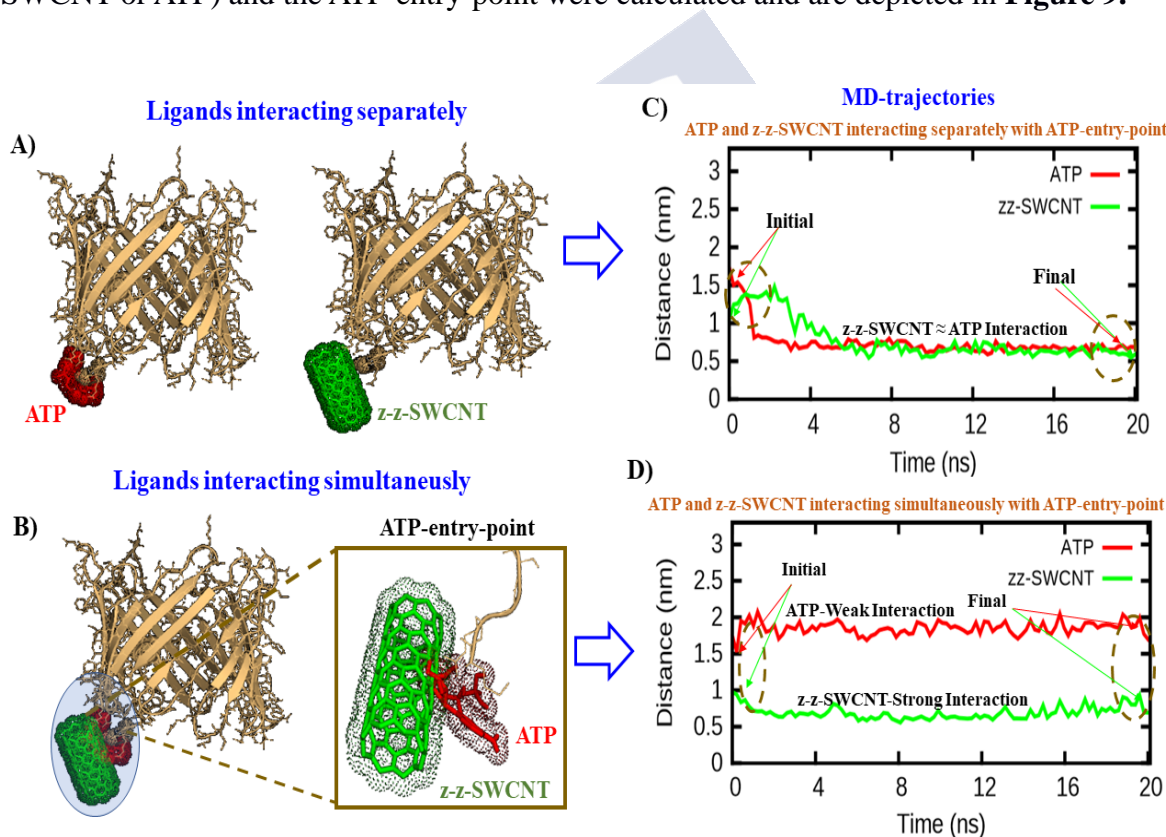 SWCNT or ATP) and the ATP-entry-point were calculated and are depicted in Figure 9.
Ligands interacting separately
A)
ATP
z-z-SWCNT
MD-trajectories
C)
ATP and z-z-SWCNT interacting separately with ATP-entry-point
ATP
zz-SWCNT
Initial
Final
z-z-SWCNT ≈ ATP Interaction
Distance (nm)
3
2.5
2
1.5
1
0.5
0
0 4 8 12 16 20
Time (ns)
Ligands interacting simultaneusly
B)
ATP-entry-point
ATP
z-z-SWCNT
D)
ATP and z-z-SWCNT interacting simultaneously with ATP-entry-point
ATP
zz-SWCNT
Initial
Final
ATP-Weak Interaction
z-z-SWCNT-Strong Interaction
Distance (nm)
3
2.5
2
1.5
1
0.5
0
0 4 8 12 16 20
Time (ns)